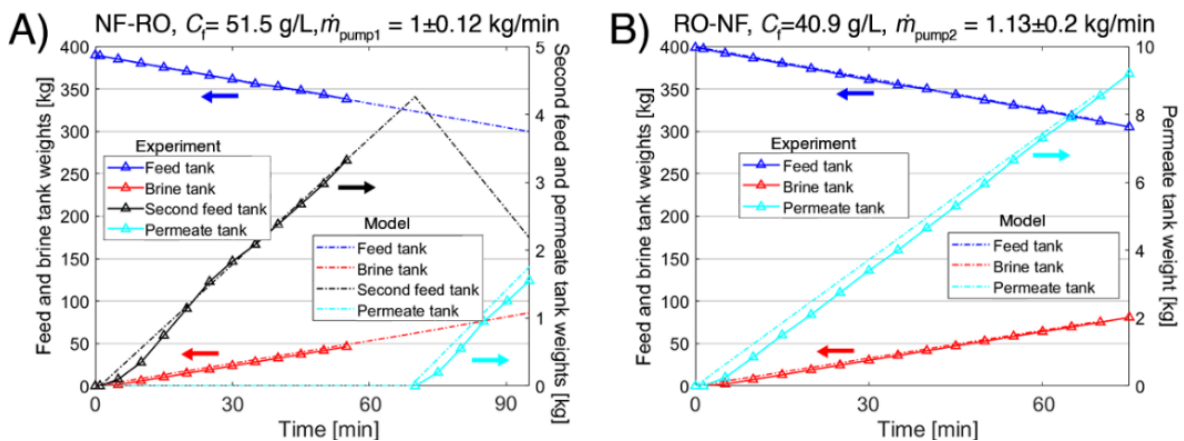 A) NF-RO, Cf= 51.5 g/L,ṁpump1 = 1±0.12 kg/min
Feed and brine tank weights [kg]
400
350
300
250
200
150
100
50
0
Experiment
Feed tank
Brine tank
Second feed tank
Permeate tank
Model
Feed tank
Brine tank
Second feed tank
Permeate tank
5
4
3
2
1
0
Second feed and permeate tank weights [kg]
0 30 60 90
Time [min]
B) RO-NF, Cf=40.9 g/L, ṁpump2 = 1.13±0.2 kg/min
Feed and brine tank weights [kg]
400
350
300
250
200
150
100
50
0
Experiment
Feed tank
Brine tank
Permeate tank
Model
Feed tank
Brine tank
Permeate tank
10
8
6
4
2
0
Permeate tank weight [kg]
0 30 60
Time [min]